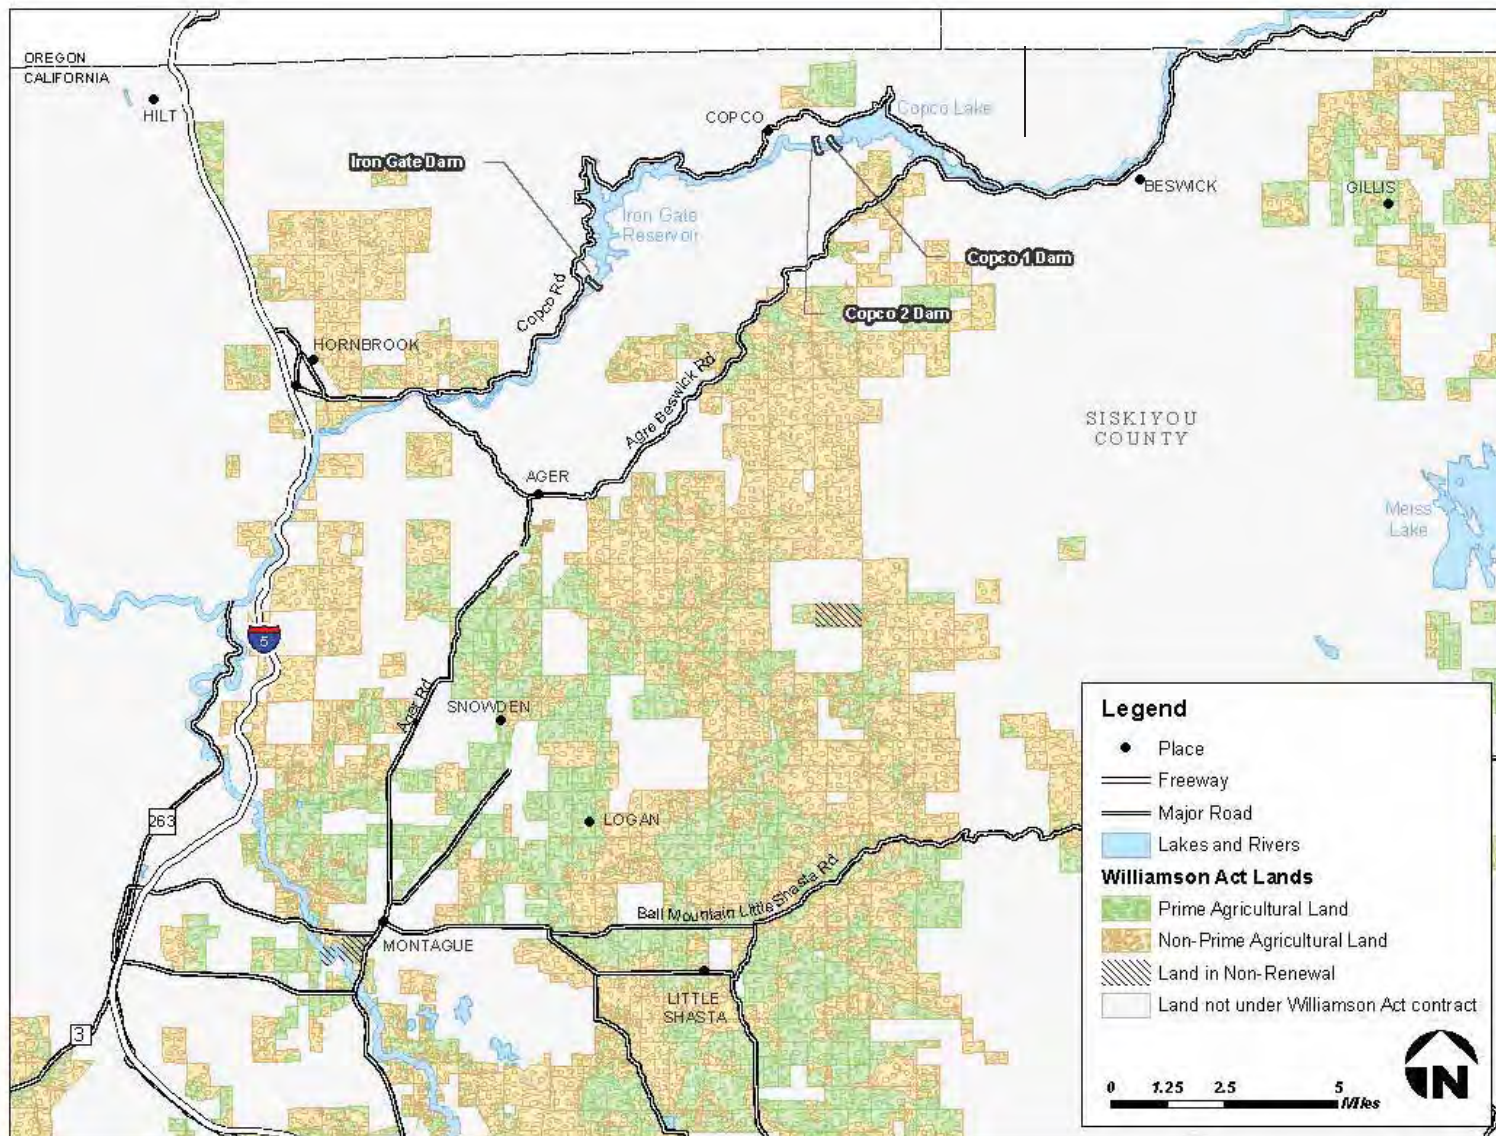 OREGON
CALIFORNIA
HILT
COPCO
Copco Lake
Iron Gate Dam
BESWICK
GILLIS
Iron Gate
Reservoir
Copco 1 Dam
Copco Rd
Copco 2 Dam
HORNBROOK
Agre Beswick Rd
SISKIYOU
COUNTY
AGER
Meiss
Lake
5
Ager Rd
SNOWDEN
263
LOGAN
Ball Mountain Little Shasta Rd
MONTAGUE
LITTLE
SHASTA
3
Legend
Place
Freeway
Major Road
Lakes and Rivers
Williamson Act Lands
Prime Agricultural Land
Non-Prime Agricultural Land
Land in Non-Renewal
Land not under Williamson Act contract
0 1.25 2.5 5
Miles
N